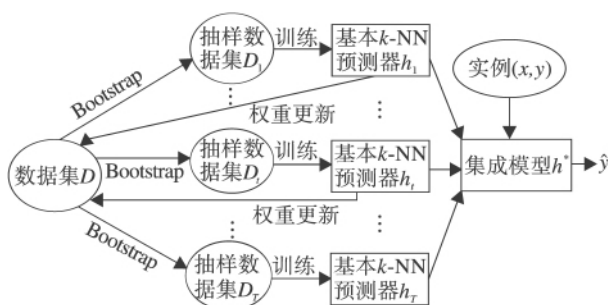 抽样数
据集D₁
训练
基本k-NN
预测器h₁
实例(x,y)
Bootstrap
⋮
权重更新
⋮
数据集D
Bootstrap
抽样数
据集Dₜ
训练
基本k-NN
预测器hₜ
集成模型h*
ŷ
⋮
权重更新
⋮
Bootstrap
抽样数
据集D_T
训练
基本k-NN
预测器h_T